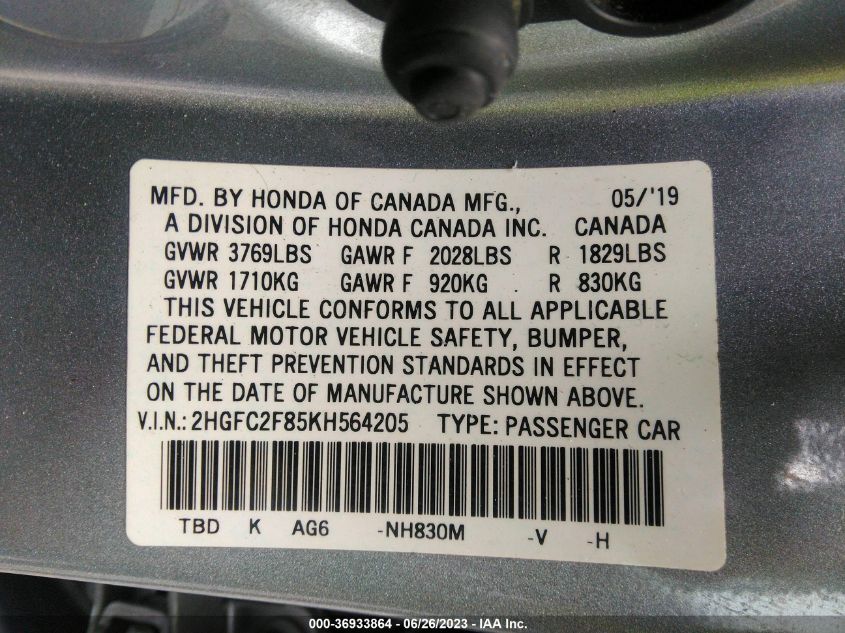 MFD. BY HONDA OF CANADA MFG., 05/'19
A DIVISION OF HONDA CANADA INC. CANADA
GVWR 3769LBS GAWR F 2028LBS R 1829LBS
GVWR 1710KG GAWR F 920KG R 830KG
THIS VEHICLE CONFORMS TO ALL APPLICABLE
FEDERAL MOTOR VEHICLE SAFETY, BUMPER,
AND THEFT PREVENTION STANDARDS IN EFFECT
ON THE DATE OF MANUFACTURE SHOWN ABOVE.
V.I.N.: 2HGFC2F85KH564205 TYPE: PASSENGER CAR
TBD K AG6 -NH830M -V -H
000-36933864 - 06/26/2023 - IAA Inc.